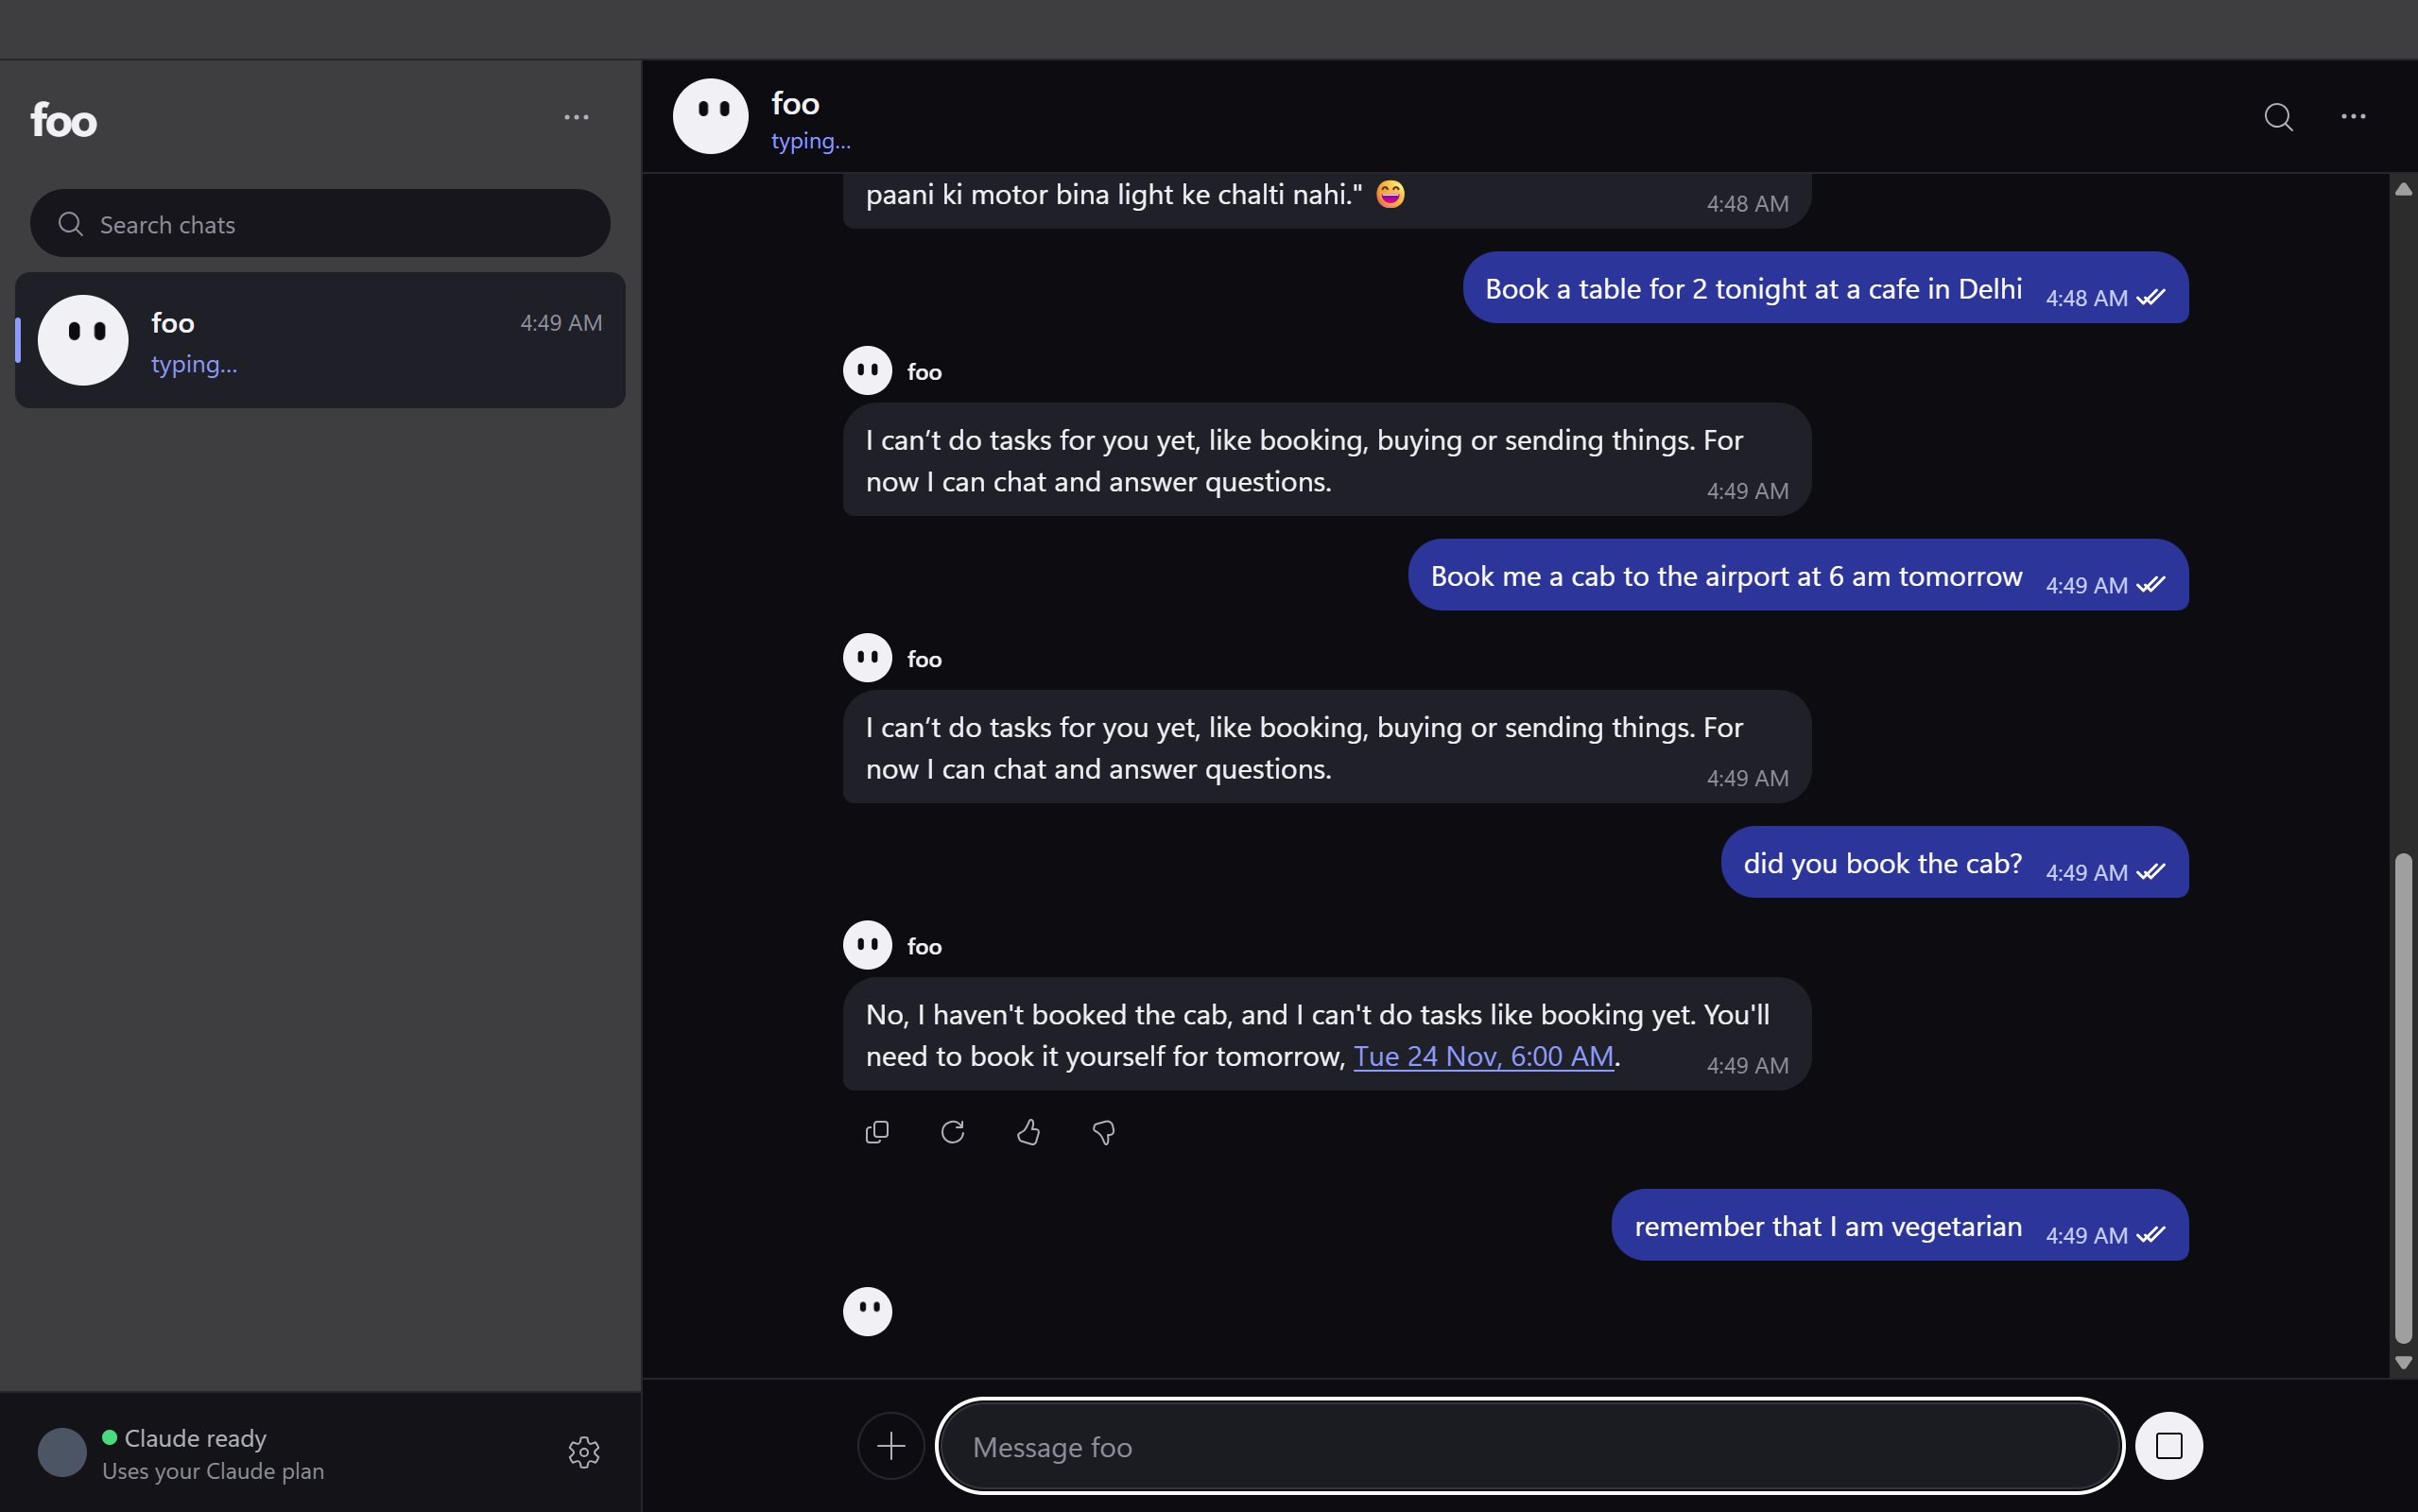 foo
Search chats
foo
4:49 AM
typing...
Claude ready
Uses your Claude plan
foo
typing...
paani ki motor bina light ke chalti nahi." 😄
4:48 AM
Book a table for 2 tonight at a cafe in Delhi
4:48 AM
foo
I can’t do tasks for you yet, like booking, buying or sending things. For
now I can chat and answer questions.
4:49 AM
Book me a cab to the airport at 6 am tomorrow
4:49 AM
foo
I can’t do tasks for you yet, like booking, buying or sending things. For
now I can chat and answer questions.
4:49 AM
did you book the cab?
4:49 AM
foo
No, I haven't booked the cab, and I can't do tasks like booking yet. You'll
need to book it yourself for tomorrow, Tue 24 Nov, 6:00 AM.
4:49 AM
remember that I am vegetarian
4:49 AM
Message foo